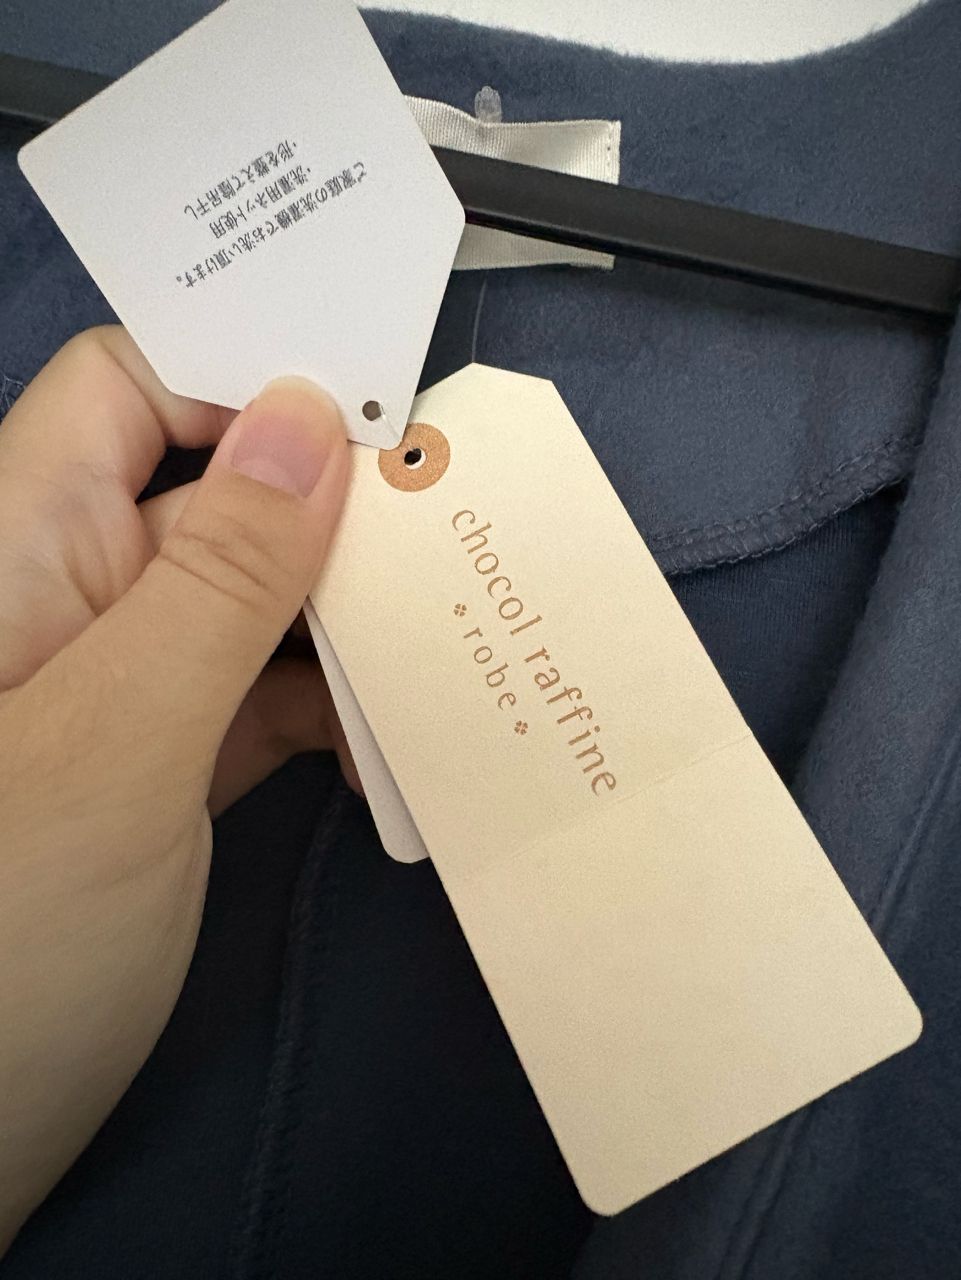 ご家庭の洗濯機でお洗い頂けます。
・洗濯用ネット使用
・形を整えて陰吊干し
chocol raffine
robe